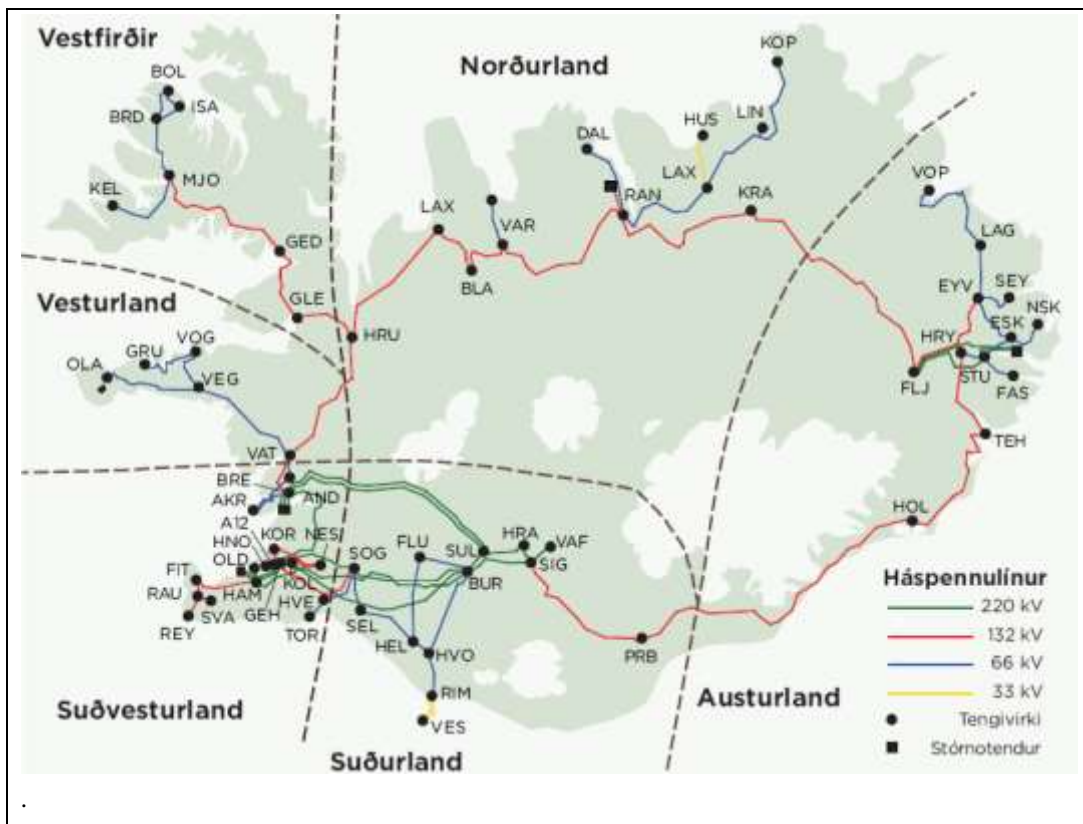 Vestfirðir
BOL
ISA
BRD
KEL
MJO
GED
GLE
Norðurland
KOP
HUS
LIN
DAL
LAX
RAN
KRA
LAX
VAR
BLA
HRU
VOP
LAG
EYV
SEY
NSK
ESK
HRY
STU
FLJ
FAS
TEH
HOL
Vesturland
VOG
GRU
OLA
VEG
VAT
BRE
AND
AKR
A12
HNO
KOR
NES
OLD
FIT
HAM
KOL
RAU
GEH
HVE
SVA
REY
TOR
SOG
SEL
FLU
SUL
HRA
VAF
SIG
BUR
HEL
HVO
RIM
VES
PRB
Suðvesturland
Suðurland
Austurland
Háspennulínur
220 kV
132 kV
66 kV
33 kV
Tengivirki
Stórnotendur
.